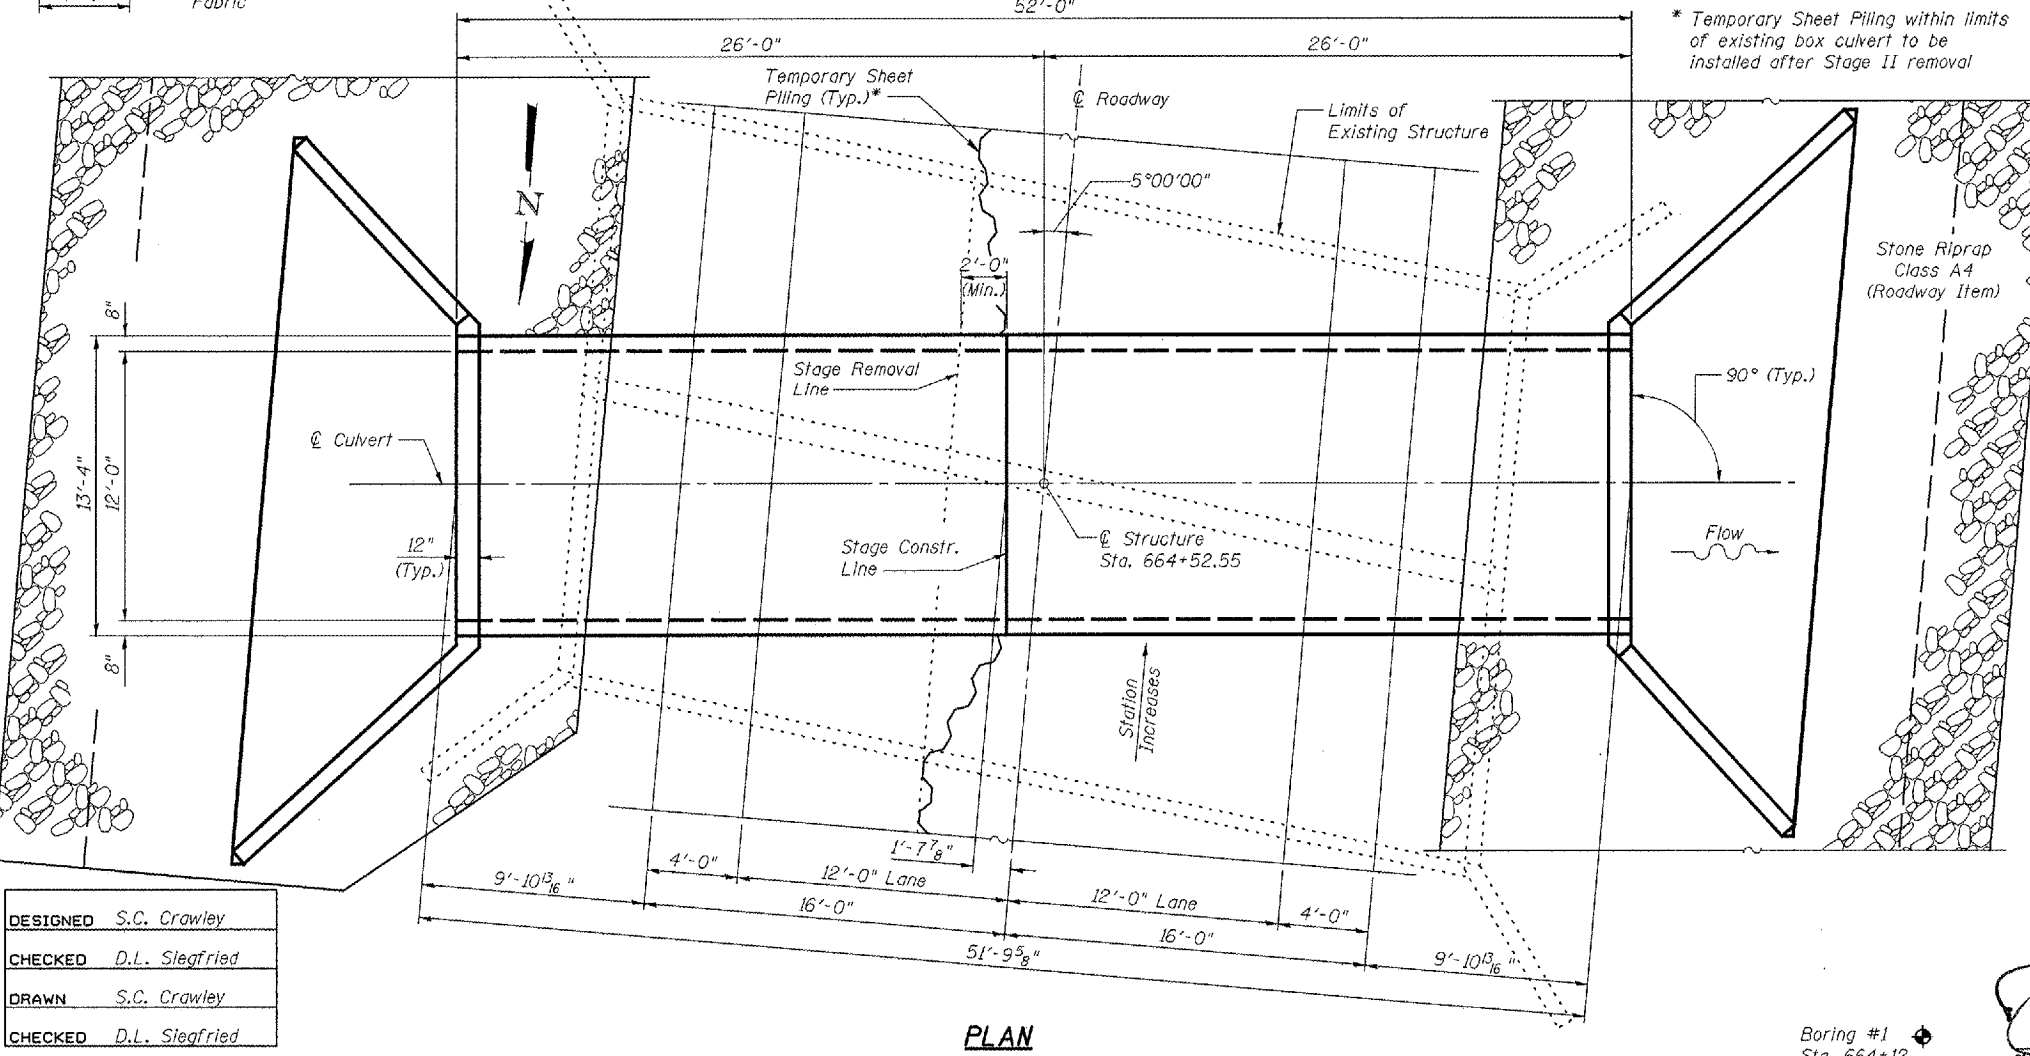 Fabric
52'-0"
26'-0"
26'-0"
* Temporary Sheet Piling within limits
of existing box culvert to be
installed after Stage II removal
Temporary Sheet
Piling (Typ.)*
℄ Roadway
Limits of
Existing Structure
5°00'00"
N
2'-0"
(Min.)
Stone Riprap
Class A4
(Roadway Item)
8"
Stage Removal
Line
90° (Typ.)
℄ Culvert
13'-4"
12'-0"
12"
(Typ.)
Stage Constr.
Line
℄ Structure
Sta. 664+52.55
Flow
8"
Station
Increases
1'-7 7/8"
4'-0"
12'-0" Lane
9'-10 13/16"
16'-0"
12'-0" Lane
4'-0"
16'-0"
51'-9 5/8"
9'-10 13/16"
DESIGNED S.C. Crawley
CHECKED D.L. Siegfried
DRAWN S.C. Crawley
CHECKED D.L. Siegfried
PLAN
Boring #1
Sta. 664+12